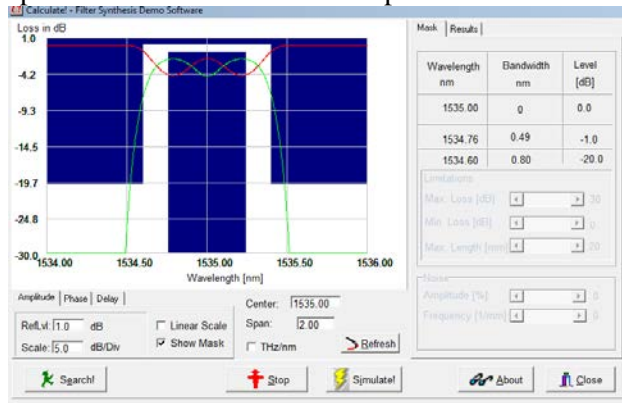 Calculate! - Filter Synthesis Demo Software
Loss in dB
1.0
-4.2
-9.3
-14.5
-19.7
-24.8
-30.0
1534.00 1534.50 1535.00 1535.50 1536.00
Wavelength [nm]
Mask Results
Wavelength Bandwidth Level
nm nm [dB]
1535.00 0 0.0
1534.76 0.49 -1.0
1534.60 0.80 -20.0
Limitations
Max. Loss [dB] 30
Min. Loss [dB] 0
Max. Length [mm] 20
Noise
Amplitude [%] 0
Frequency [1/mm] 0
Amplitude Phase Delay
RefLvl: 1.0 dB
Scale: 5.0 dB/Div
Linear Scale
Show Mask
Center: 1535.00
Span: 2.00
THz/nm
Refresh
Search! Stop Simulate! About Close